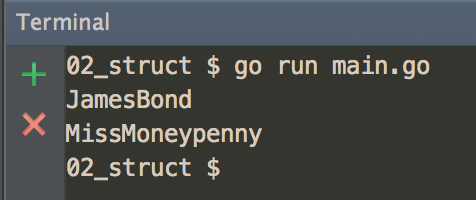 Terminal
02_struct $ go run main.go
JamesBond
MissMoneypenny
02_struct $